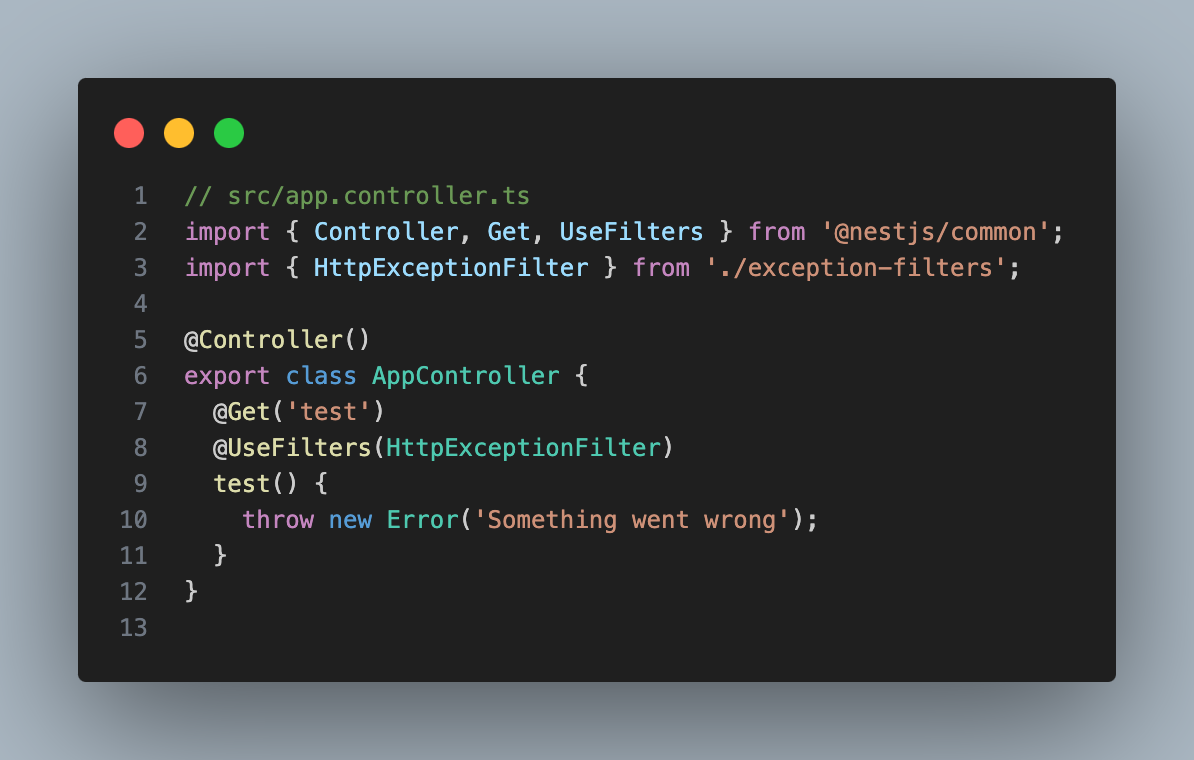 1 // src/app.controller.ts
2 import { Controller, Get, UseFilters } from '@nestjs/common';
3 import { HttpExceptionFilter } from './exception-filters';
4
5 @Controller()
6 export class AppController {
7   @Get('test')
8   @UseFilters(HttpExceptionFilter)
9   test() {
10     throw new Error('Something went wrong');
11   }
12 }
13